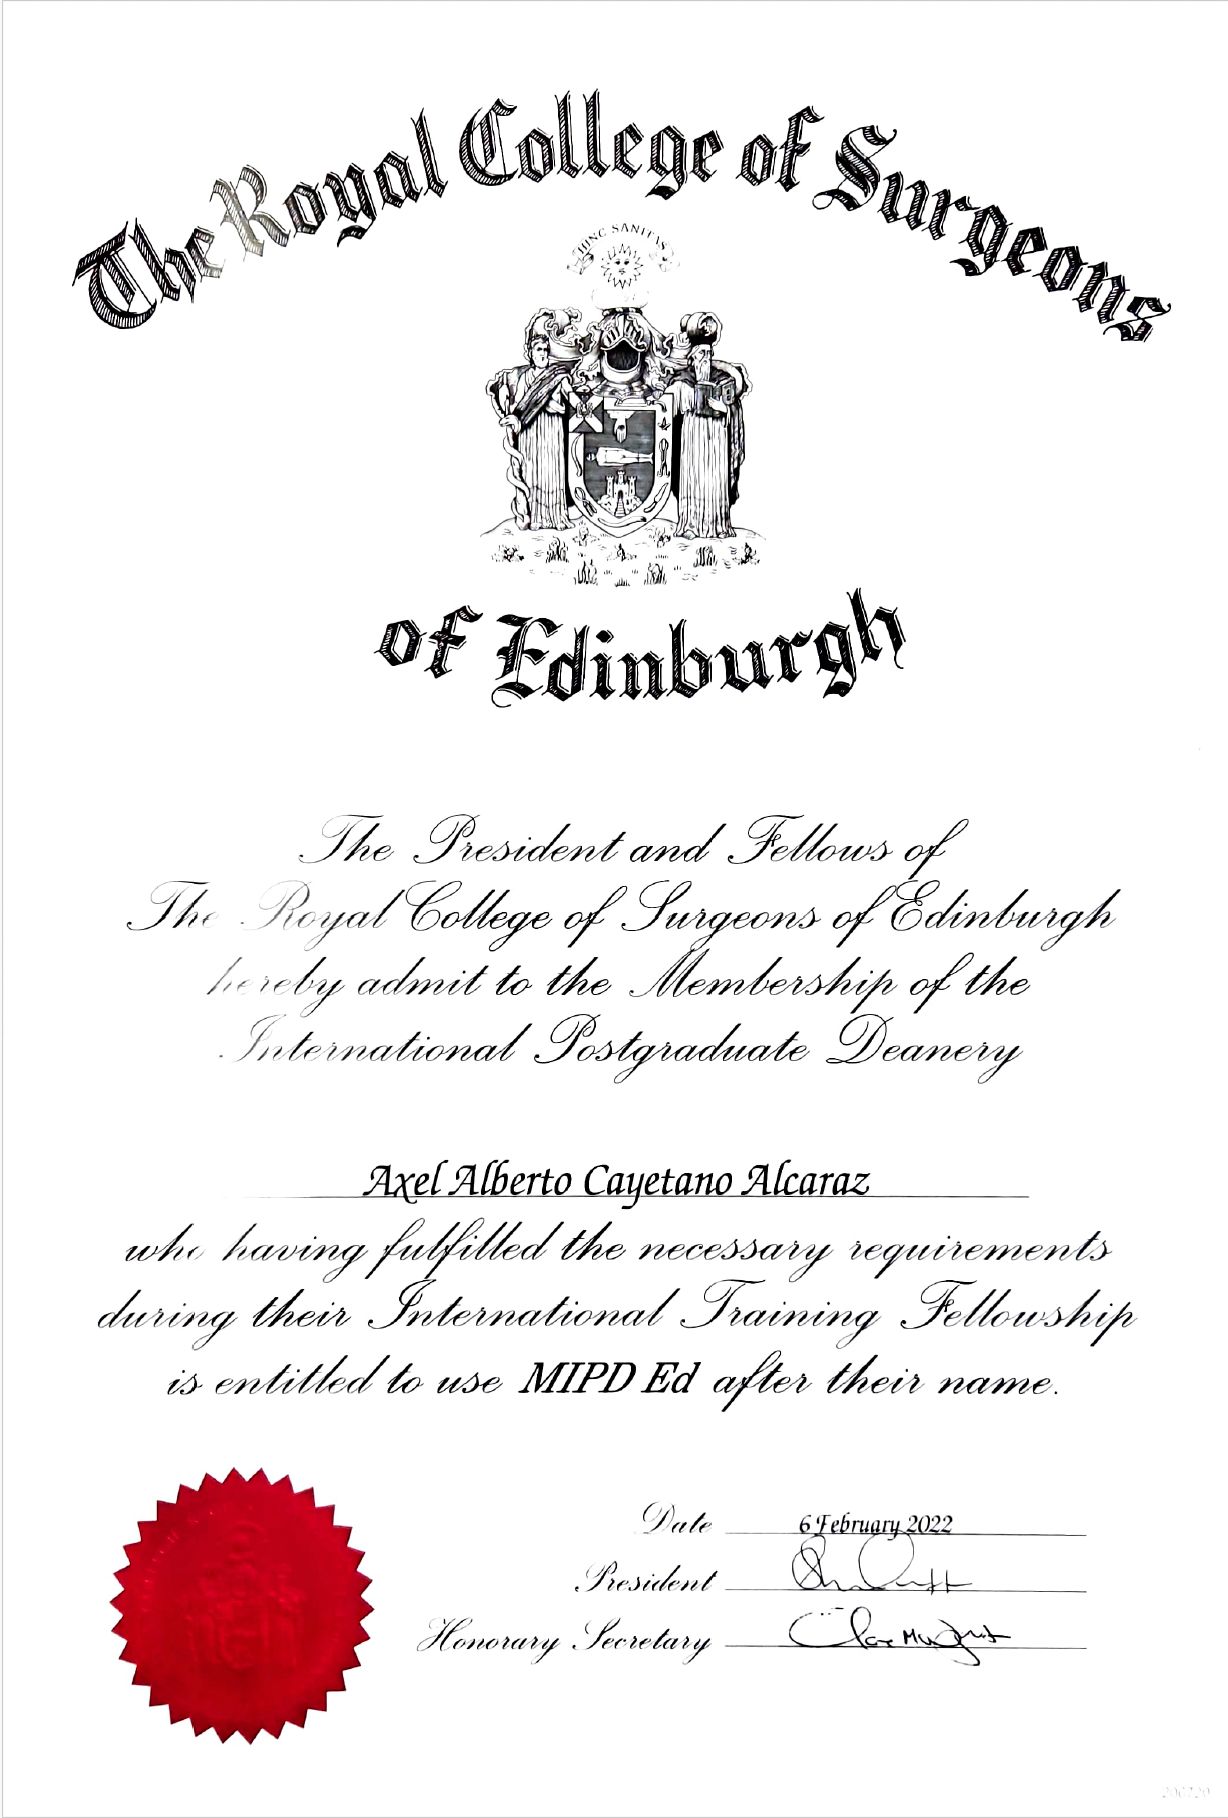 The Royal College of Surgeons
HINC SANITAS
of Edinburgh
The President and Fellows of
The Royal College of Surgeons of Edinburgh
hereby admit to the Membership of the
International Postgraduate Deanery
Axel Alberto Cayetano Alcaraz
who having fulfilled the necessary requirements
during their International Training Fellowship
is entitled to use MIPD Ed after their name.
Date 6 February 2022
President
Honorary Secretary